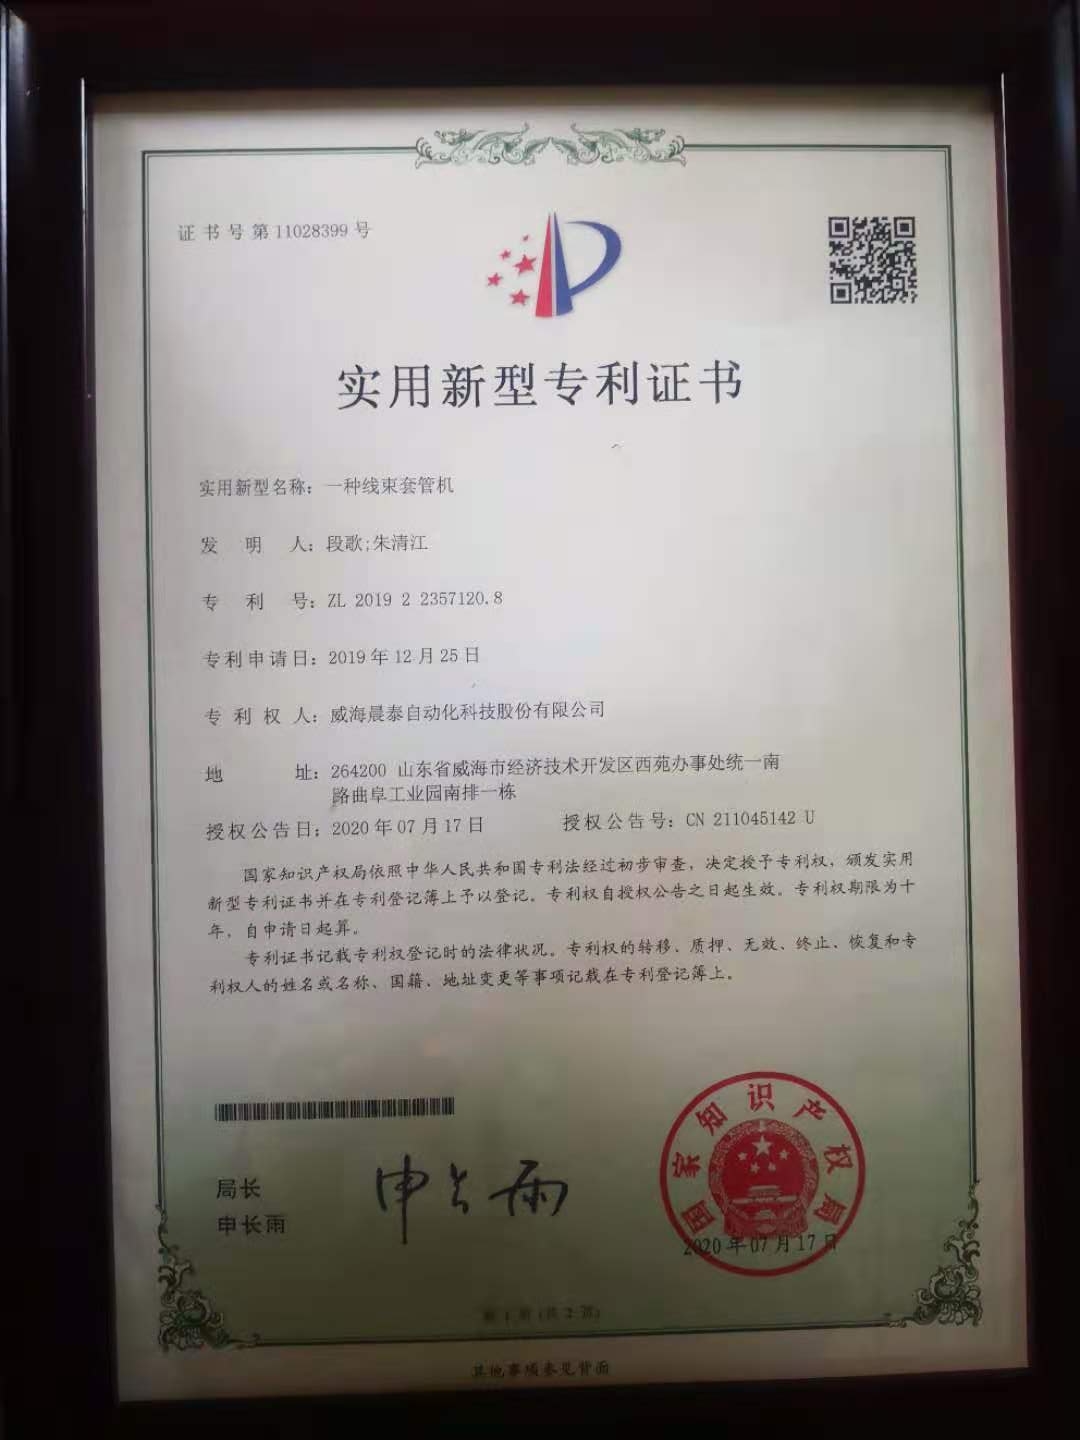 证书号第11028399号
实用新型专利证书
实用新型名称：一种线束套管机
发明人：段歌;朱清江
专利号：ZL 2019 2 2357120.8
专利申请日：2019年12月25日
专利权人：威海晨泰自动化科技股份有限公司
地址：264200 山东省威海市经济技术开发区西苑办事处统一南
路曲阜工业园南排一栋
授权公告日：2020年07月17日 授权公告号：CN 211045142 U
国家知识产权局依照中华人民共和国专利法经过初步审查，决定授予专利权，颁发实用
新型专利证书并在专利登记簿上予以登记。专利权自授权公告之日起生效。专利权期限为十
年，自申请日起算。
专利证书记载专利权登记时的法律状况。专利权的转移、质押、无效、终止、恢复和专
利权人的姓名或名称、国籍、地址变更等事项记载在专利登记簿上。
局长
申长雨
申长雨
国家知识产权局
2020年07月17日
第 1 页 (共 2 页)
其他事项参见背面